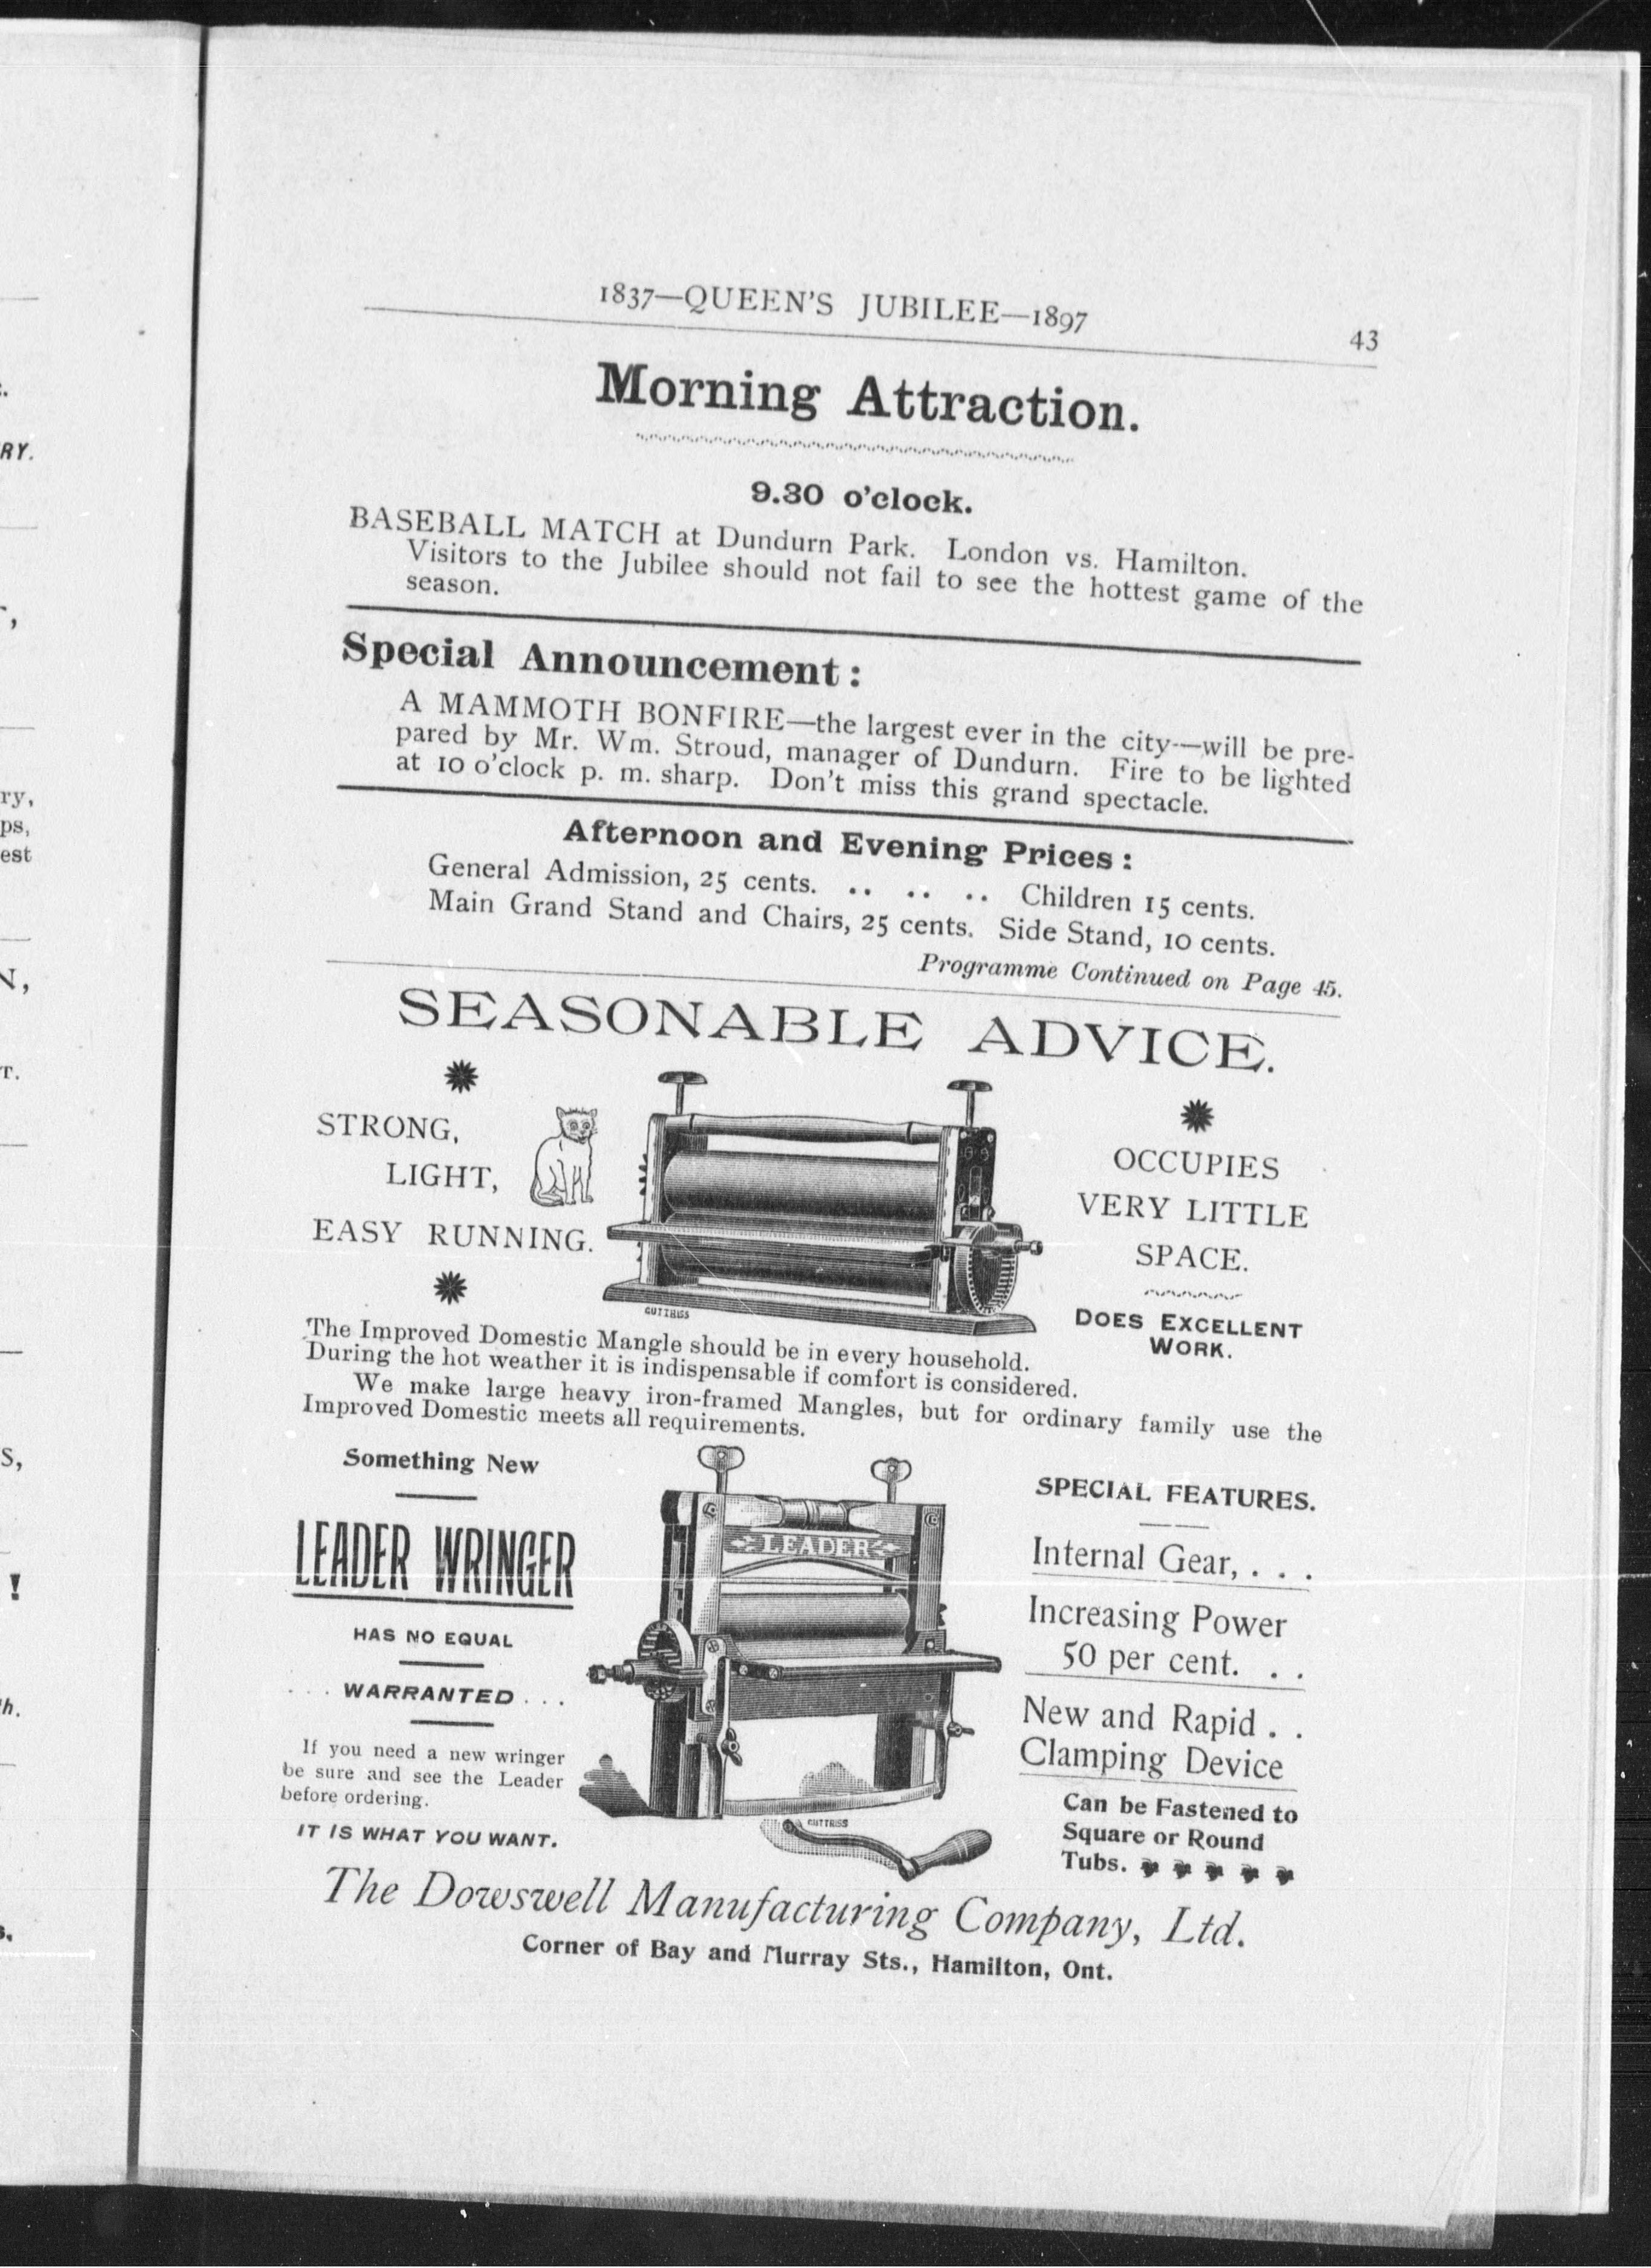 1837—QUEEN'S JUBILEE—1897
43
Morning Attraction.
9.30 o'clock.
BASEBALL MATCH at Dundurn Park. London vs. Hamilton.
Visitors to the Jubilee should not fail to see the hottest game of the
season.
Special Announcement:
A MAMMOTH BONFIRE—the largest ever in the city—will be pre-
pared by Mr. Wm. Stroud, manager of Dundurn. Fire to be lighted
at 10 o'clock p. m. sharp. Don't miss this grand spectacle.
Afternoon and Evening Prices:
General Admission, 25 cents. .. .. .. Children 15 cents.
Main Grand Stand and Chairs, 25 cents. Side Stand, 10 cents.
Programme Continued on Page 45.
SEASONABLE ADVICE.
STRONG,
LIGHT,
EASY RUNNING.
OCCUPIES
VERY LITTLE
SPACE.
DOES EXCELLENT
WORK.
GUTTRISS
The Improved Domestic Mangle should be in every household.
During the hot weather it is indispensable if comfort is considered.
We make large heavy iron-framed Mangles, but for ordinary family use the
Improved Domestic meets all requirements.
Something New
LEADER WRINGER
HAS NO EQUAL
. . . WARRANTED . . .
If you need a new wringer
be sure and see the Leader
before ordering.
IT IS WHAT YOU WANT.
LEADER
GUTTRISS
SPECIAL FEATURES.
Internal Gear, . . .
Increasing Power
50 per cent. . .
New and Rapid . .
Clamping Device
Can be Fastened to
Square or Round
Tubs.
The Dowswell Manufacturing Company, Ltd.
Corner of Bay and Murray Sts., Hamilton, Ont.
RY.
ry,
ps,
est
T.
N,
S,
!
h.
s.